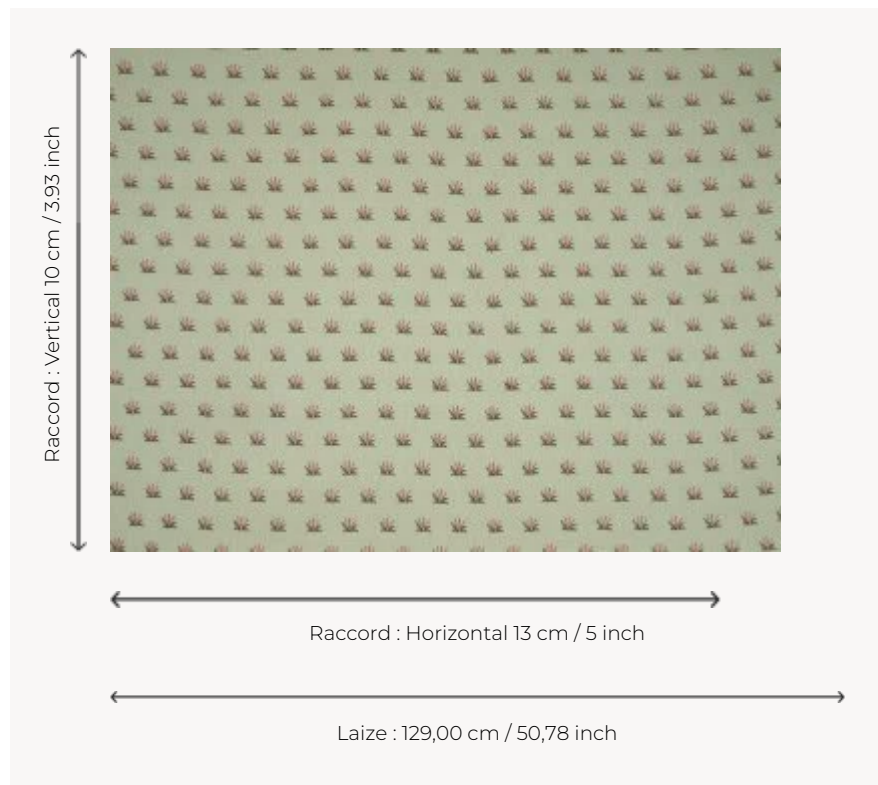 Raccord : Vertical 10 cm / 3.93 inch
Raccord : Horizontal 13 cm / 5 inch
Laize : 129,00 cm / 50,78 inch